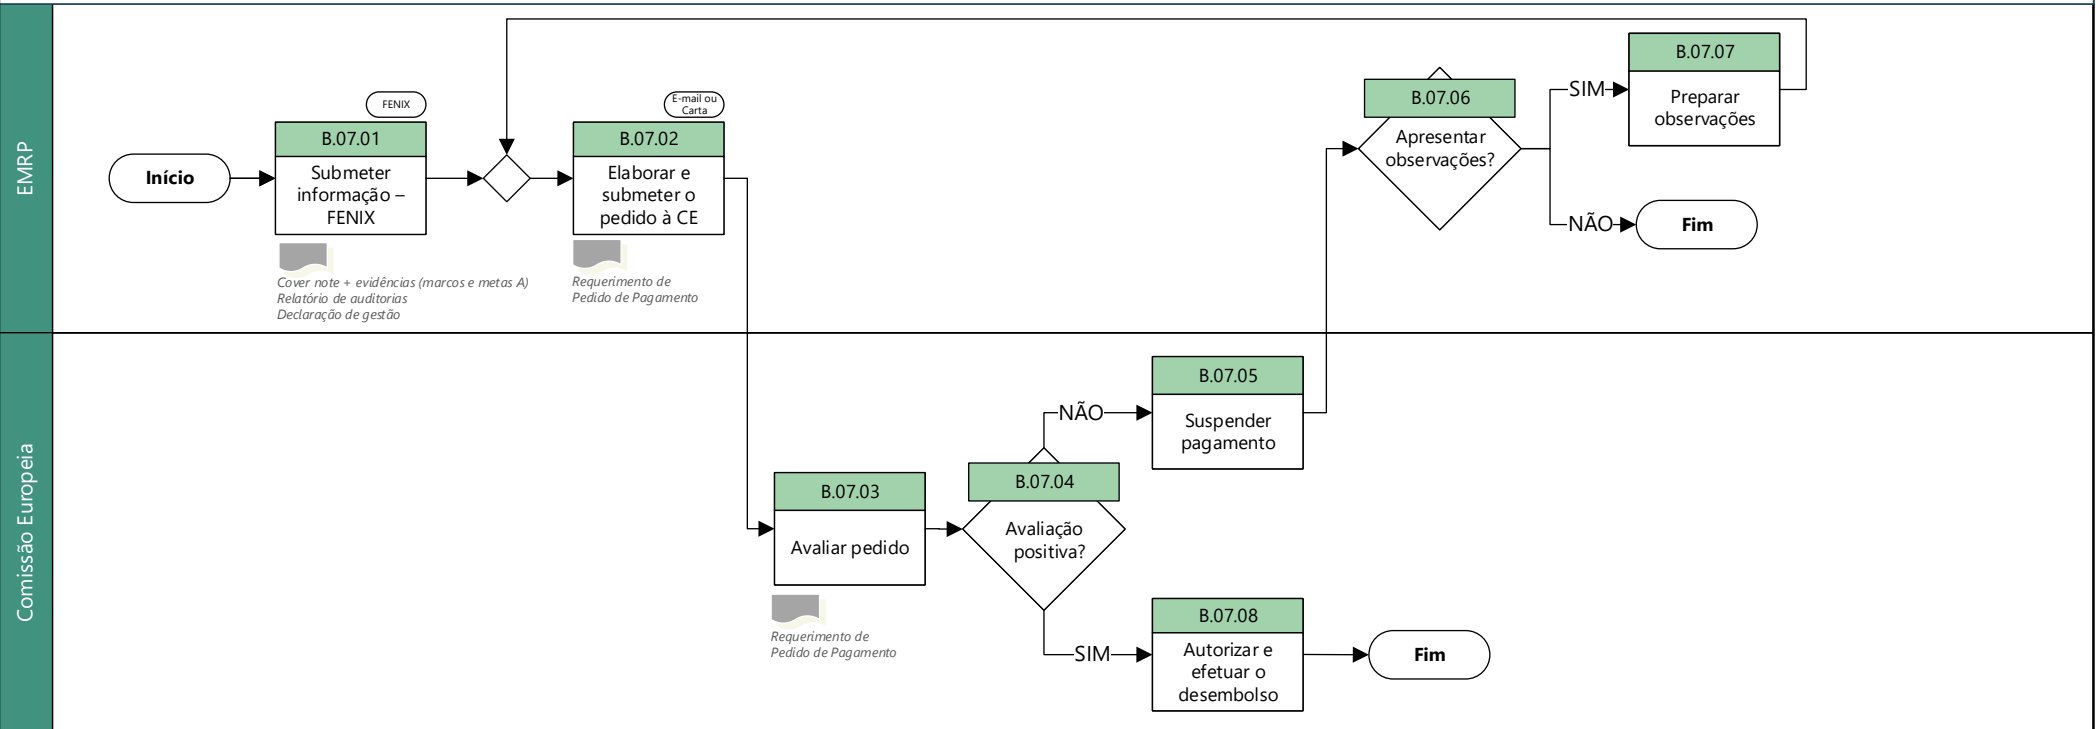 EMRP
Início
FENIX
B.07.01
Submeter
informação –
FENIX
Cover note + evidências (marcos e metas A)
Relatório de auditorias
Declaração de gestão
E-mail ou
Carta
B.07.02
Elaborar e
submeter o
pedido à CE
Requerimento de
Pedido de Pagamento
B.07.06
Apresentar
observações?
SIM
B.07.07
Preparar
observações
NÃO
Fim
Comissão Europeia
B.07.03
Avaliar pedido
Requerimento de
Pedido de Pagamento
B.07.04
Avaliação
positiva?
NÃO
B.07.05
Suspender
pagamento
SIM
B.07.08
Autorizar e
efetuar o
desembolso
Fim